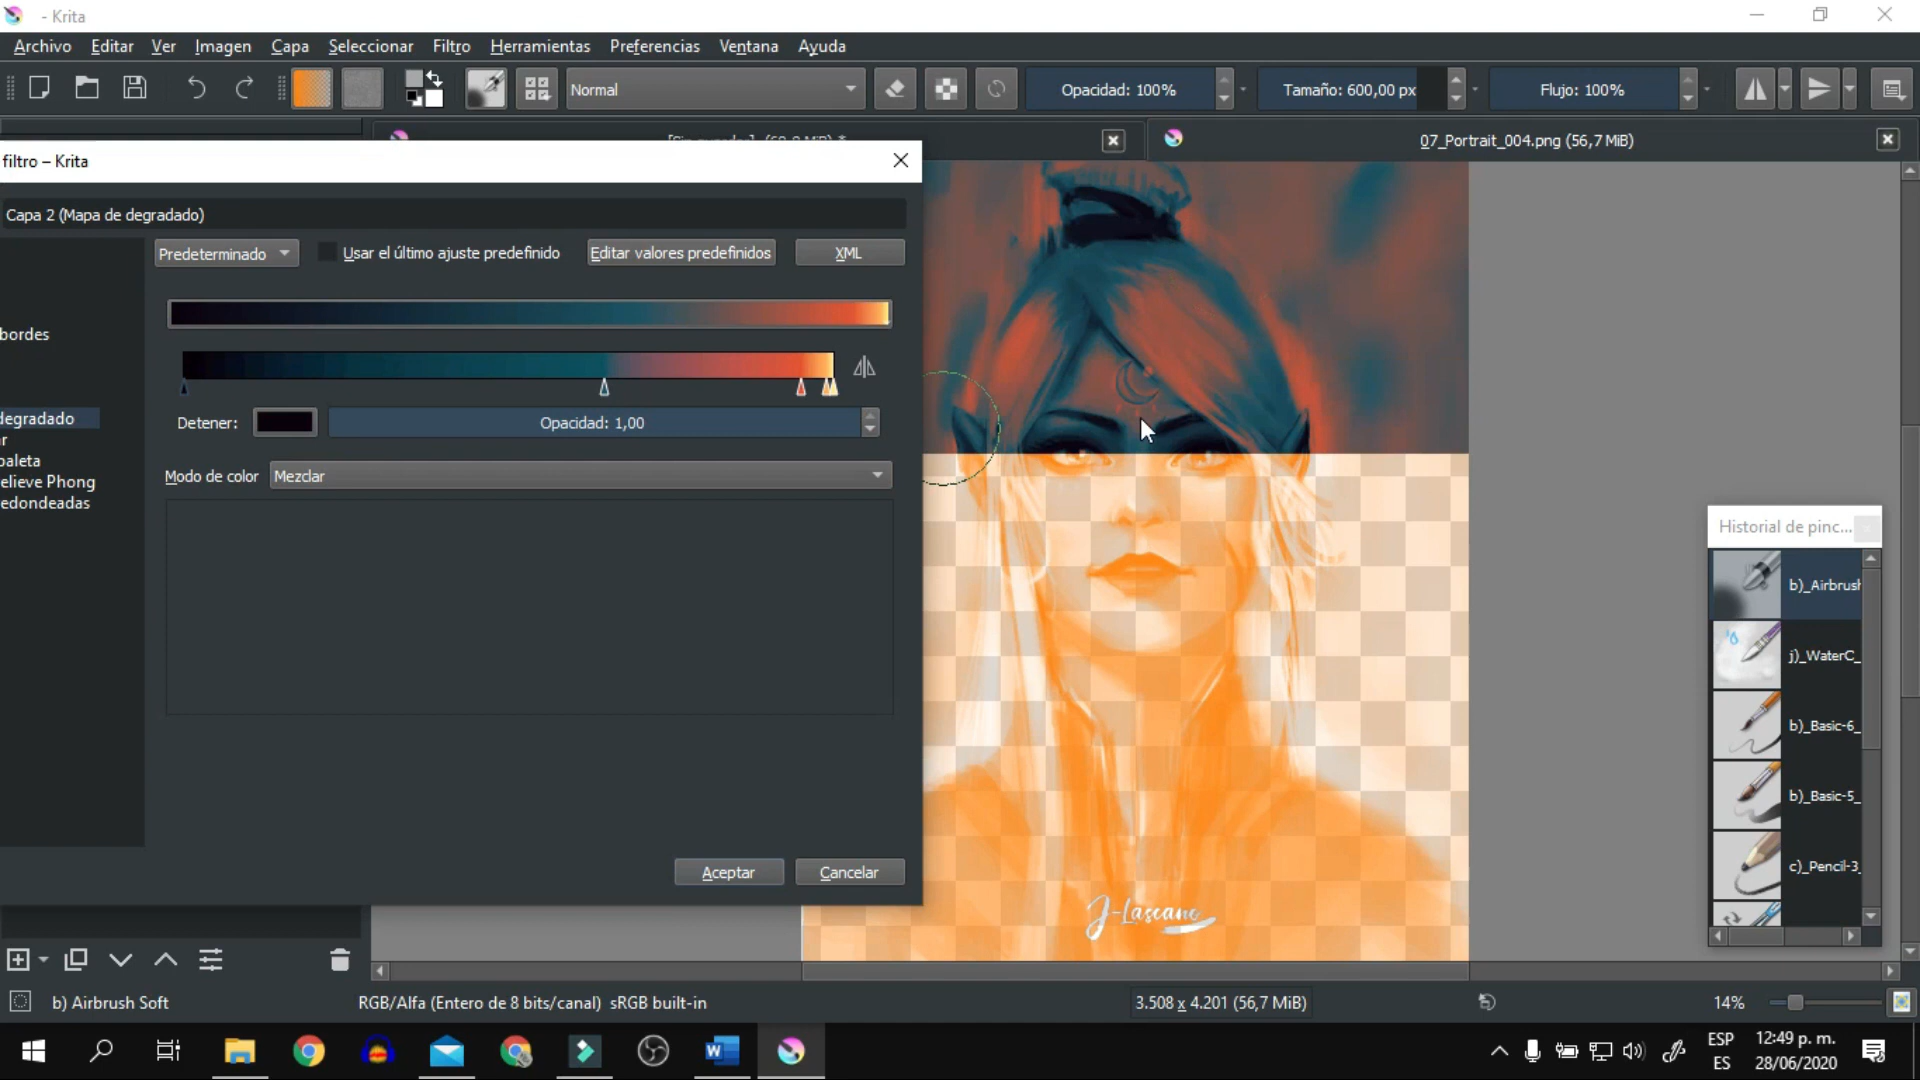 - Krita
Archivo Editar Ver Imagen Capa Seleccionar Filtro Herramientas Preferencias Ventana Ayuda
Normal Opacidad: 100% Tamaño: 600,00 px Flujo: 100%
07_Portrait_004.png (56,7 MiB)
filtro – Krita
Capa 2 (Mapa de degradado)
Predeterminado Usar el último ajuste predefinido Editar valores predefinidos XML
bordes
degradado
ar
paleta
elieve Phong
edondeadas
Detener: Opacidad: 1,00
Modo de color Mezclar
Aceptar Cancelar
Historial de pinc...
b)_Airbrush
j)_WaterC_
b)_Basic-6_
b)_Basic-5_
c)_Pencil-3_
J-Lascano
b) Airbrush Soft RGB/Alfa (Entero de 8 bits/canal) sRGB built-in 3.508 x 4.201 (56,7 MiB) 14%
ESP
ES
12:49 p. m.
28/06/2020